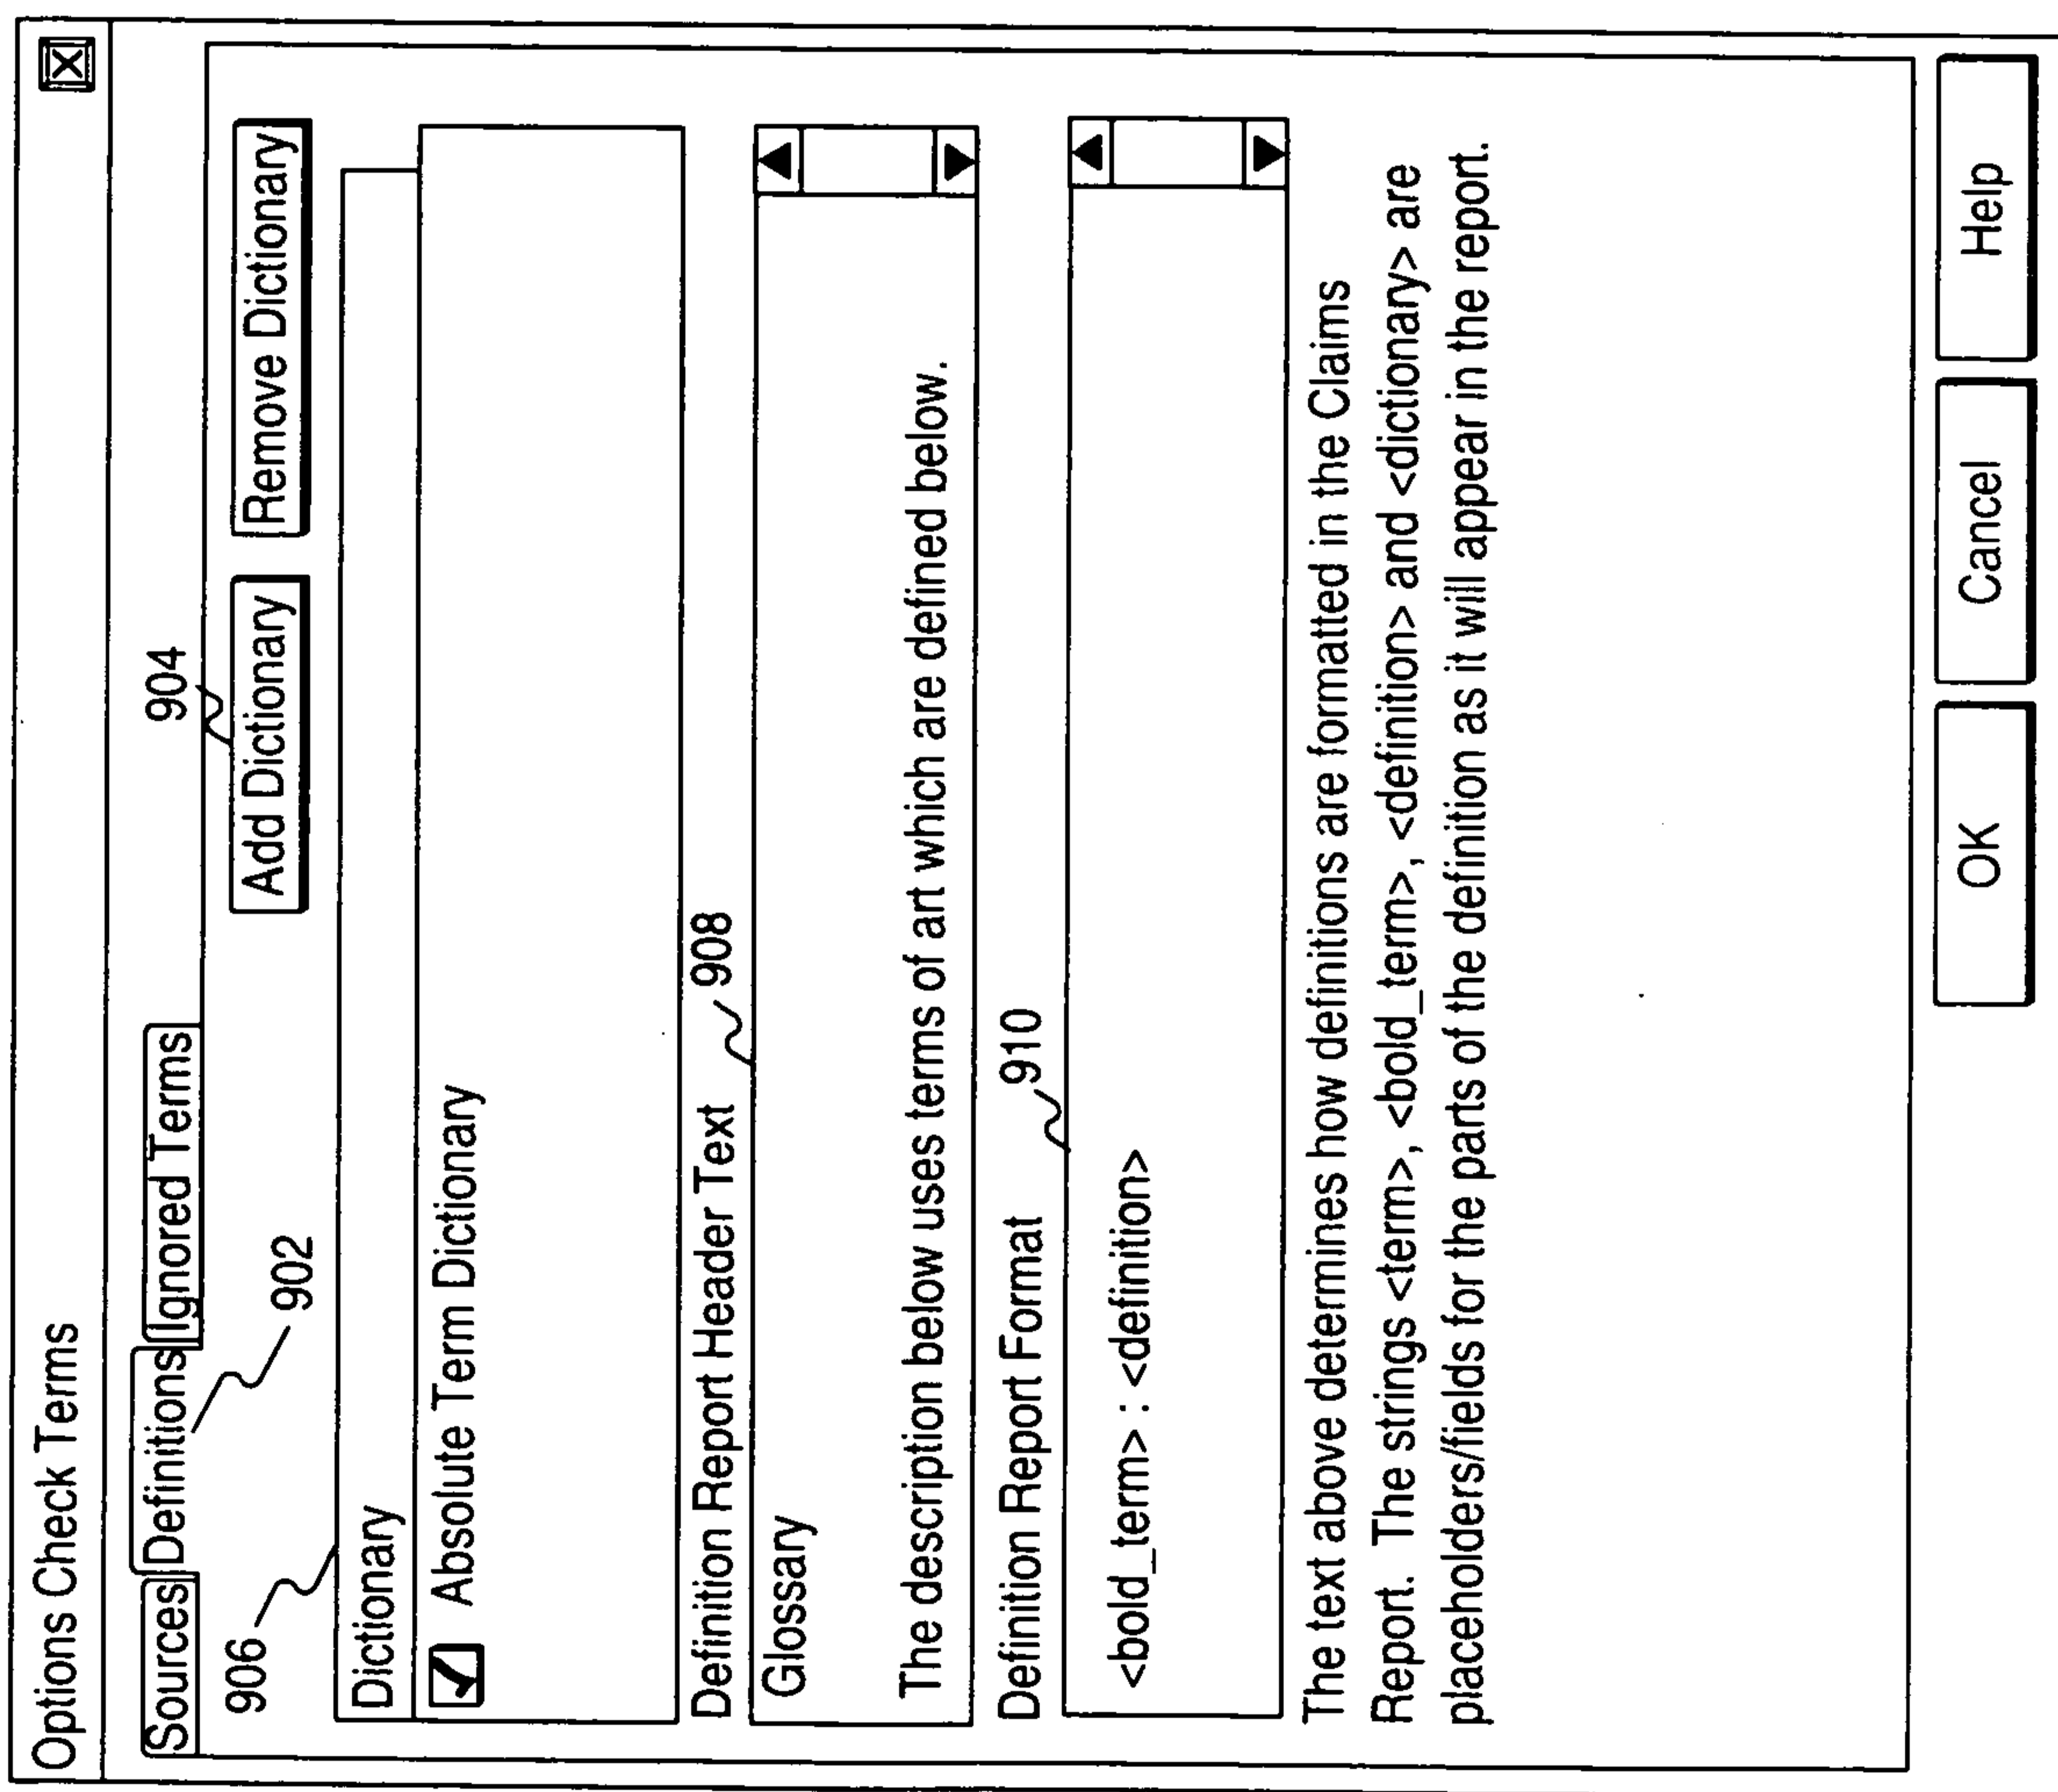 Options Check Terms
Sources Definitions Ignored Terms
904
902
906
Add Dictionary Remove Dictionary
Dictionary
Absolute Term Dictionary
Definition Report Header Text 908
Glossary
The description below uses terms of art which are defined below.
Definition Report Format 910
<bold_term> : <definition>
The text above determines how definitions are formatted in the Claims
Report. The strings <term>, <bold_term>, <definition> and <dictionary> are
placeholders/fields for the parts of the definition as it will appear in the report.
OK Cancel Help